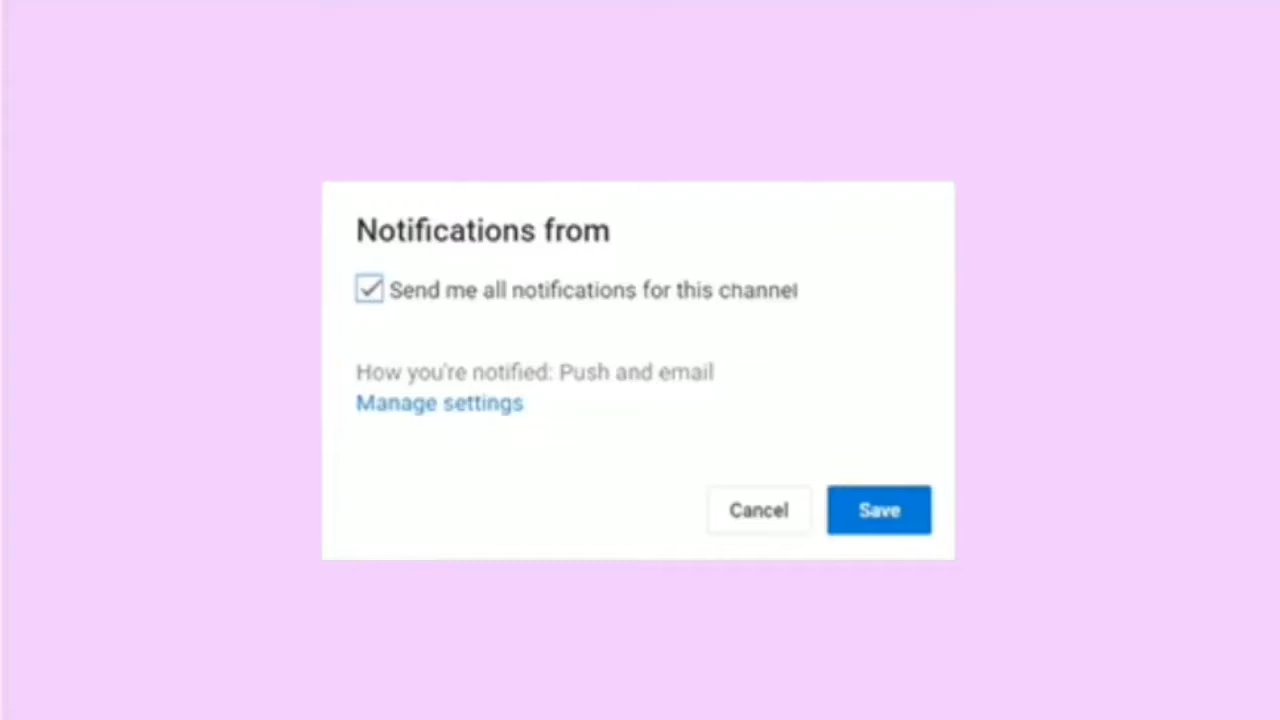 Notifications from
Send me all notifications for this channel
How you're notified: Push and email
Manage settings
Cancel
Save